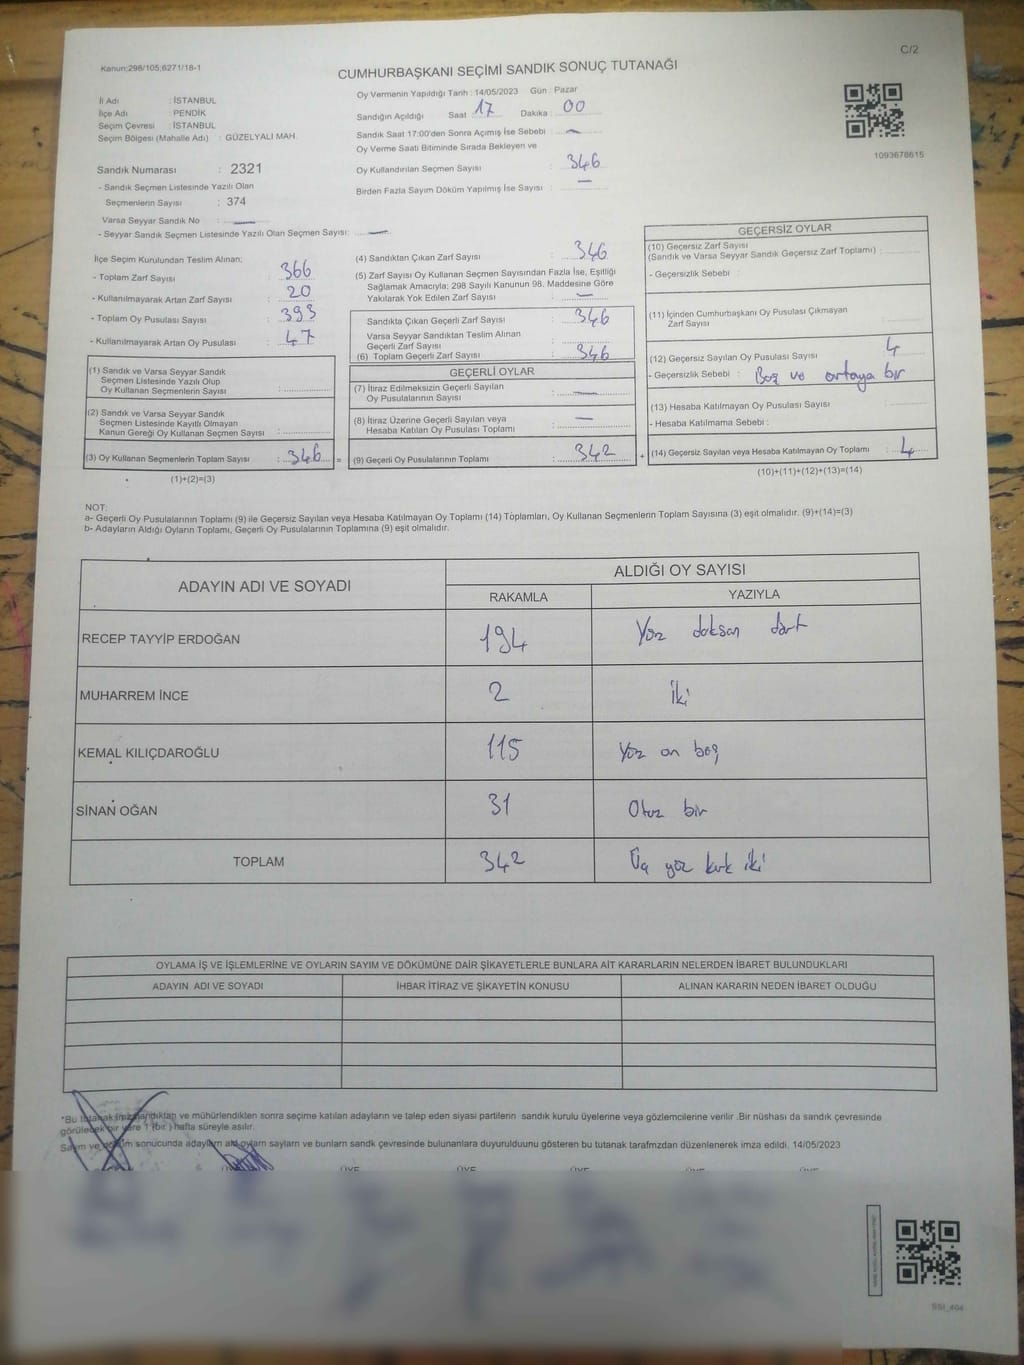 C/2
Kanun;298/105;6271/18-1
CUMHURBAŞKANI SEÇİMİ SANDIK SONUÇ TUTANAĞI
İl Adı : İSTANBUL
İlçe Adı : PENDİK
Seçim Çevresi : İSTANBUL
Seçim Bölgesi (Mahalle Adı) : GÜZELYALI MAH.
Sandık Numarası : 2321
- Sandık Seçmen Listesinde Yazılı Olan
Seçmenlerin Sayısı : 374
Varsa Seyyar Sandık No : —
- Seyyar Sandık Seçmen Listesinde Yazılı Olan Seçmen Sayısı: —
Oy Vermenin Yapıldığı Tarih : 14/05/2023 Gün : Pazar
Sandığın Açıldığı Saat : 17 Dakika : 00
Sandık Saat 17:00'den Sonra Açımış İse Sebebi : —
Oy Verme Saati Bitiminde Sırada Bekleyen ve
Oy Kullandırılan Seçmen Sayısı : 346
Birden Fazla Sayım Döküm Yapılmış İse Sayısı : —
1093678615
İlçe Seçim Kurulundan Teslim Alınan;
- Toplam Zarf Sayısı : 366
- Kullanılmayarak Artan Zarf Sayısı : 20
- Toplam Oy Pusulası Sayısı : 393
- Kullanılmayarak Artan Oy Pusulası : 47
(1) Sandık ve Varsa Seyyar Sandık
Seçmen Listesinde Yazılı Olup
Oy Kullanan Seçmenlerin Sayısı :
(2) Sandık ve Varsa Seyyar Sandık
Seçmen Listesinde Kayıtlı Olmayan
Kanun Gereği Oy Kullanan Seçmen Sayısı :
(3) Oy Kullanan Seçmenlerin Toplam Sayısı : 346 =
(1)+(2)=(3)
(4) Sandıktan Çıkan Zarf Sayısı : 346
(5) Zarf Sayısı Oy Kullanan Seçmen Sayısından Fazla İse, Eşitliği
Sağlamak Amacıyla; 298 Sayılı Kanunun 98. Maddesine Göre
Yakılarak Yok Edilen Zarf Sayısı : —
Sandıkta Çıkan Geçerli Zarf Sayısı : 346
Varsa Seyyar Sandıktan Teslim Alınan
Geçerli Zarf Sayısı :
(6) Toplam Geçerli Zarf Sayısı : 346
GEÇERLİ OYLAR
(7) İtiraz Edilmeksizin Geçerli Sayılan
Oy Pusulalarının Sayısı : —
(8) İtiraz Üzerine Geçerli Sayılan veya
Hesaba Katılan Oy Pusulası Toplamı : —
(9) Geçerli Oy Pusulalarının Toplamı : 342 +
GEÇERSİZ OYLAR
(10) Geçersiz Zarf Sayısı
(Sandık ve Varsa Seyyar Sandık Geçersiz Zarf Toplamı) :
- Geçersizlik Sebebi :
(11) İçinden Cumhurbaşkanı Oy Pusulası Çıkmayan
Zarf Sayısı :
(12) Geçersiz Sayılan Oy Pusulası Sayısı : 4
- Geçersizlik Sebebi : Boş ve ortaya bir
(13) Hesaba Katılmayan Oy Pusulası Sayısı :
- Hesaba Katılmama Sebebi :
(14) Geçersiz Sayılan veya Hesaba Katılmayan Oy Toplamı : 4
(10)+(11)+(12)+(13)=(14)
NOT:
a- Geçerli Oy Pusulalarının Toplamı (9) ile Geçersiz Sayılan veya Hesaba Katılmayan Oy Toplamı (14) Toplamları, Oy Kullanan Seçmenlerin Toplam Sayısına (3) eşit olmalıdır. (9)+(14)=(3)
b- Adayların Aldığı Oyların Toplamı, Geçerli Oy Pusulalarının Toplamına (9) eşit olmalıdır.
ADAYIN ADI VE SOYADI
ALDIĞI OY SAYISI
RAKAMLA YAZIYLA
RECEP TAYYİP ERDOĞAN 194 Yüz doksan dört
MUHARREM İNCE 2 iki
KEMAL KILIÇDAROĞLU 115 Yüz on beş
SİNAN OĞAN 31 Otuz bir
TOPLAM 342 Üç yüz kırk iki
OYLAMA İŞ VE İŞLEMLERİNE VE OYLARIN SAYIM VE DÖKÜMÜNE DAİR ŞİKAYETLERLE BUNLARA AİT KARARLARIN NELERDEN İBARET BULUNDUKLARI
ADAYIN ADI VE SOYADI İHBAR İTİRAZ VE ŞİKAYETİN KONUSU ALINAN KARARIN NEDEN İBARET OLDUĞU
*Bu tutanak imzalandıktan ve mühürlendikten sonra seçime katılan adayların ve talep eden siyasi partilerin sandık kurulu üyelerine veya gözlemcilerine verilir .Bir nüshası da sandık çevresinde
görülecek bir yere 1 (bir ) hafta süreyle asılır.
Sayım ve döküm sonucunda adayların oyların sayların ve bunların sandk çevresinde bulunanlara duyurulduunu gösteren bu tutanak tarafımzdan düzenlenerek imza edildi. 14/05/2023
ÜYE ÜYE ÜYE ÜYE ÜYE
SSI_404